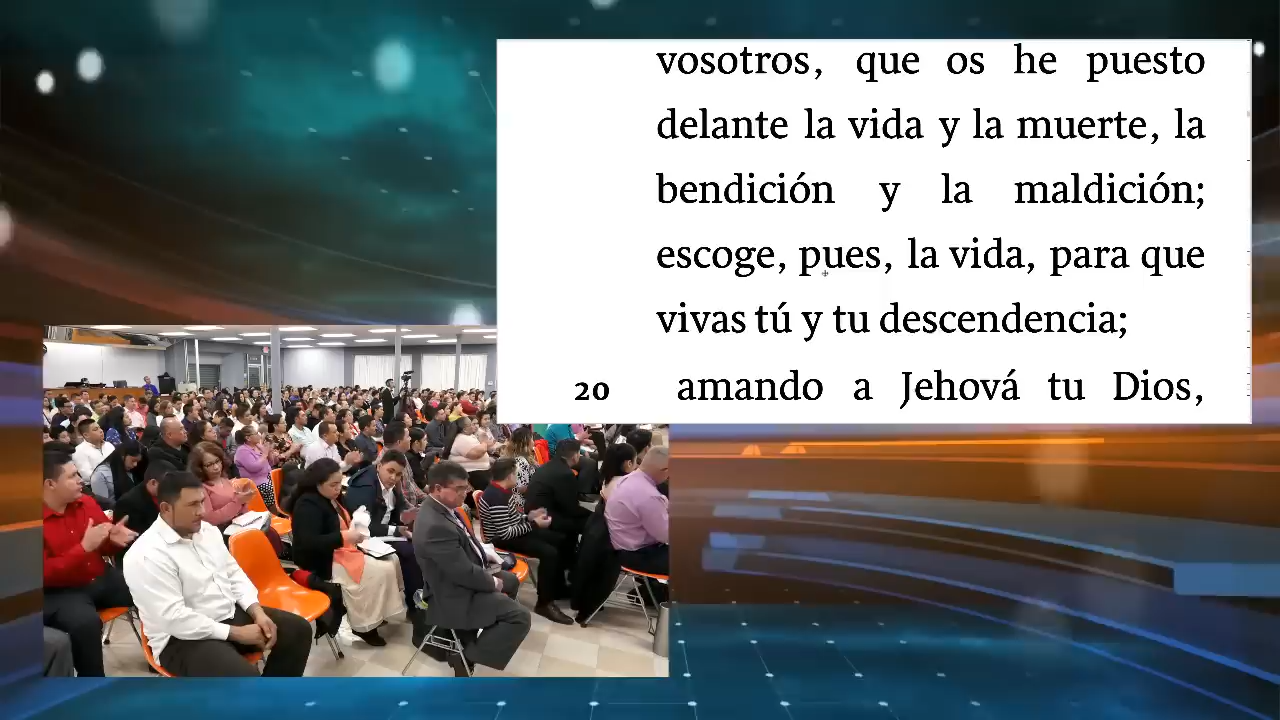 vosotros, que os he puesto
delante la vida y la muerte, la
bendición y la maldición;
escoge, pues, la vida, para que
vivas tú y tu descendencia;
20 amando a Jehová tu Dios,